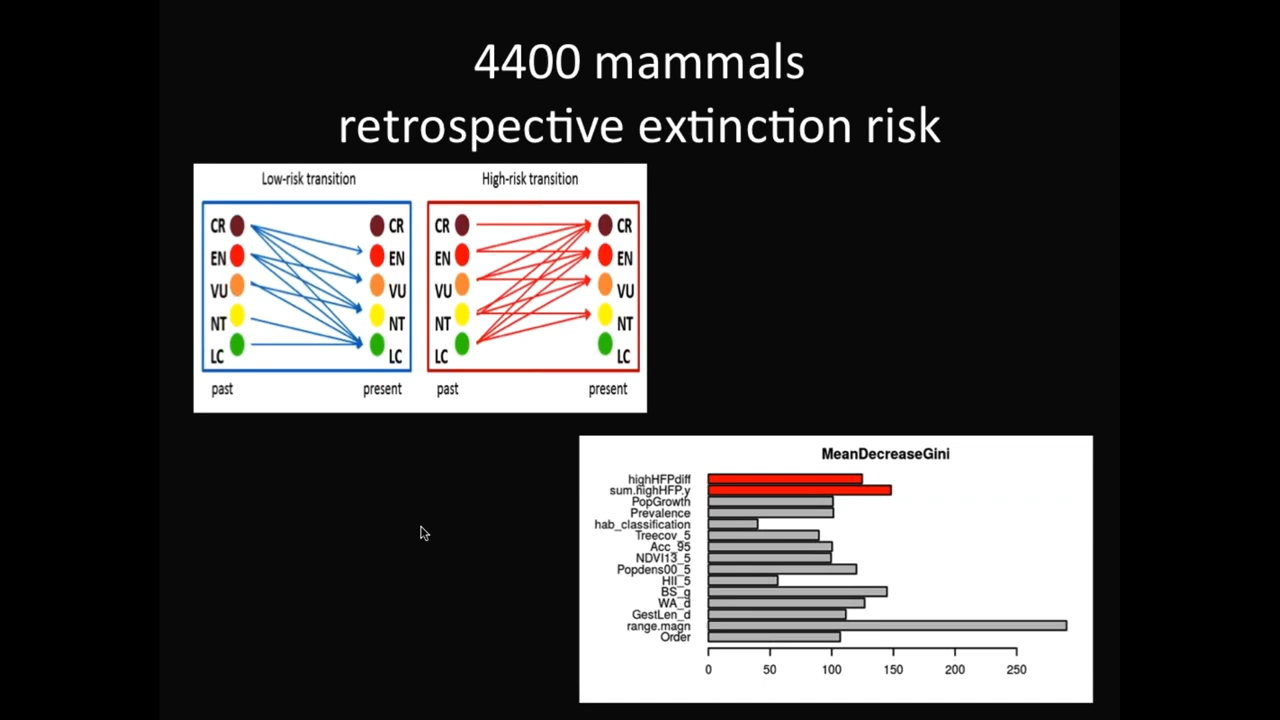 4400 mammals
retrospective extinction risk
Low-risk transition
CR CR
EN EN
VU VU
NT NT
LC LC
past present
High-risk transition
CR CR
EN EN
VU VU
NT NT
LC LC
past present
MeanDecreaseGini
highHFPdiff
sum.highHFP.y
PopGrowth
Prevalence
hab_classification
Treecov_5
Acc_95
NDVI13_5
Popdens00_5
HII_5
BS_g
WA_d
GestLen_d
range.magn
Order
0 50 100 150 200 250